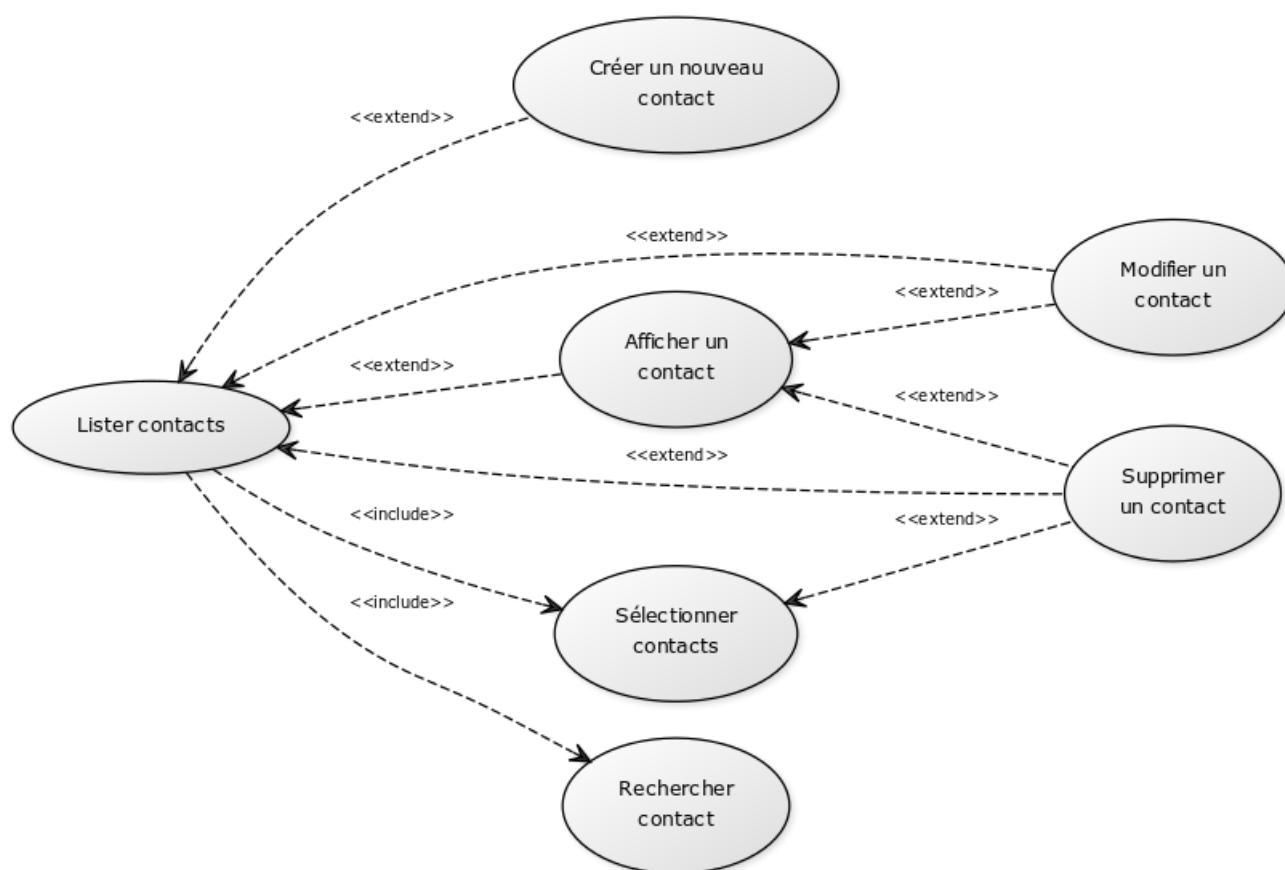 Créer un nouveau
contact
<<extend>>
<<extend>>
Modifier un
contact
<<extend>>
Afficher un
contact
<<extend>>
<<extend>>
Lister contacts
<<extend>>
Supprimer
un contact
<<include>>
<<extend>>
<<include>>
Sélectionner
contacts
Rechercher
contact